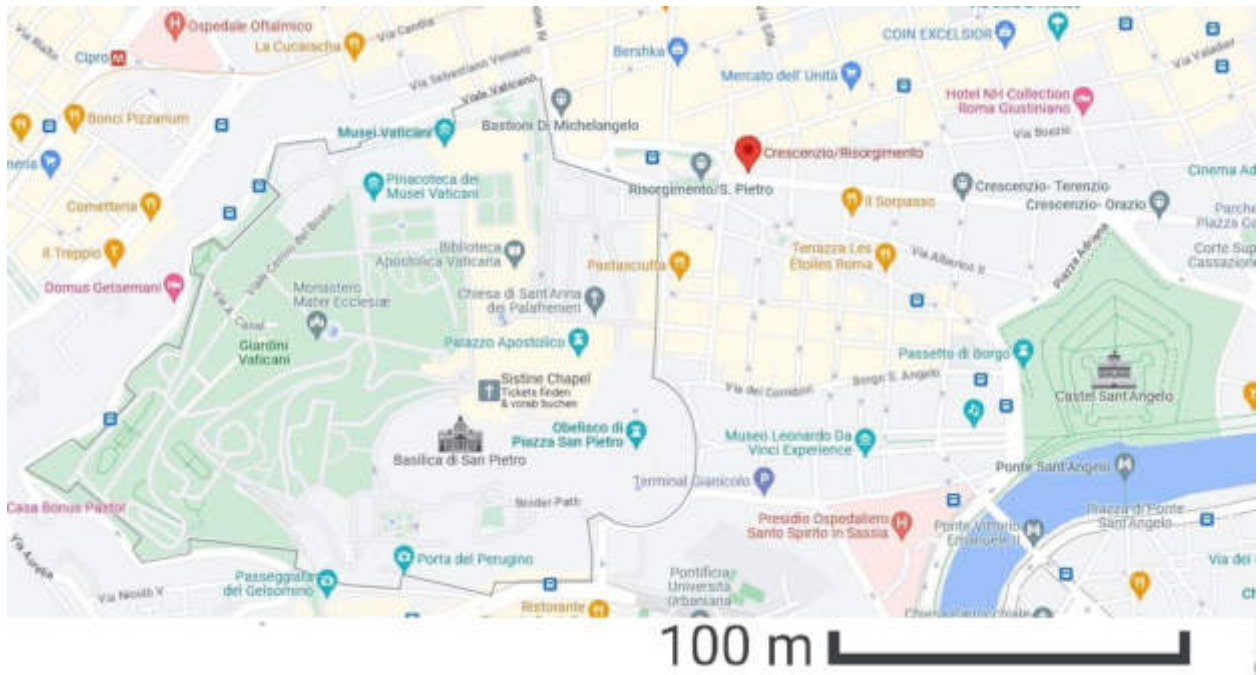 Ospedale Oftalmico
Via Candia
La Cucaracha
COIN EXCELSIOR
Cipro M
Bershka
Via Sebastiano Veniero
Mercato dell' Unità
Via Valadier
Viale Vaticano
Hotel NH Collection
Roma Giustiniano
Bonci Pizzarium
Musei Vaticani
Bastioni Di Michelangelo
Via Boezio
Crescenzio/Risorgimento
Pinacoteca dei
Musei Vaticani
Risorgimento/S. Pietro
Cinema Ad
Crescenzio- Terenzio
Cometteria
Il Sorpasso
Crescenzio- Orazio
Parche
Piazza
Il Treppio
Biblioteca
Apostolica Vaticana
Terrazza Les
Etoiles Roma
Via Alberico II
Piazza Adriana
Corte Sup
Cassazion
Pastasciutta
Domus Getsemani
Monastero
Mater Ecclesiæ
Chiesa di Sant'Anna
dei Palafrenieri
Giardini
Vaticani
Palazzo Apostolico
Passetto di Borgo
Sistine Chapel
Tickets finden
& vorab buchen
Via dei Corridori
Borgo S. Angelo
Castel Sant'Angelo
Obelisco di
Piazza San Pietro
Museo Leonardo Da
Vinci Experience
Basilica di San Pietro
Ponte Sant'Angelo
Terminal Gianicolo
Casa Bonus Pastor
Border Path
Presidio Ospedaliero
Santo Spirito in Sassia
Piazza di Ponte
Sant'Angelo
Ponte Vittorio
Emanuele II
Via Aurelia
Porta del Perugino
Via dei
Passeggiata
del Gelsomino
Pontificia
Università
Urbaniana
Via Nicolò V
Ristorante
100 m